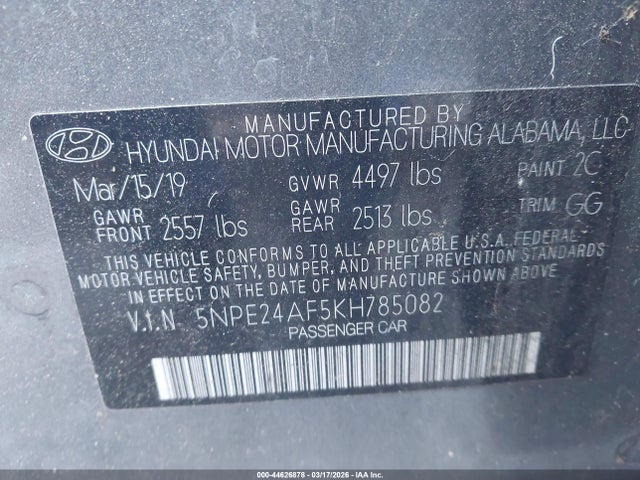 MANUFACTURED BY
HYUNDAI MOTOR MANUFACTURING ALABAMA, LLC
Mar/15/19 GVWR 4497 lbs PAINT 2C
GAWR FRONT 2557 lbs GAWR REAR 2513 lbs TRIM GG
THIS VEHICLE CONFORMS TO ALL APPLICABLE U.S.A. FEDERAL
MOTOR VEHICLE SAFETY, BUMPER, AND THEFT PREVENTION STANDARDS
IN EFFECT ON THE DATE OF MANUFACTURE SHOWN ABOVE
V.I.N. 5NPE24AF5KH785082
PASSENGER CAR
000-44626878 - 03/17/2026 - IAA Inc.